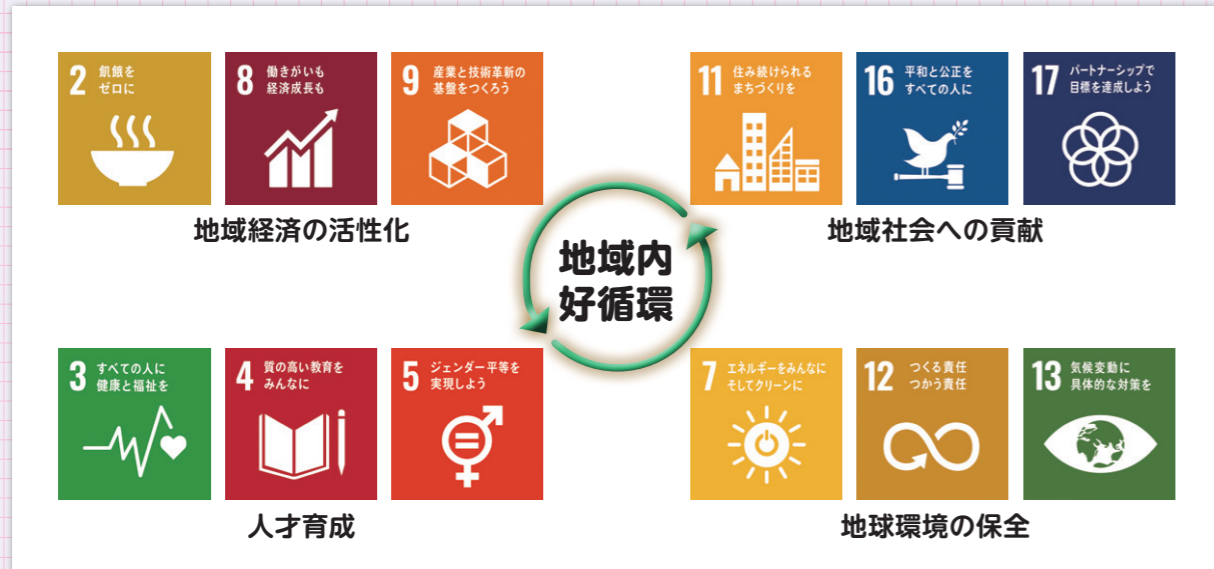 2 飢餓を
ゼロに
8 働きがいも
経済成長も
9 産業と技術革新の
基盤をつくろう
地域経済の活性化
11 住み続けられる
まちづくりを
16 平和と公正を
すべての人に
17 パートナーシップで
目標を達成しよう
地域社会への貢献
地域内
好循環
3 すべての人に
健康と福祉を
4 質の高い教育を
みんなに
5 ジェンダー平等を
実現しよう
人才育成
7 エネルギーをみんなに
そしてクリーンに
12 つくる責任
つかう責任
13 気候変動に
具体的な対策を
地球環境の保全